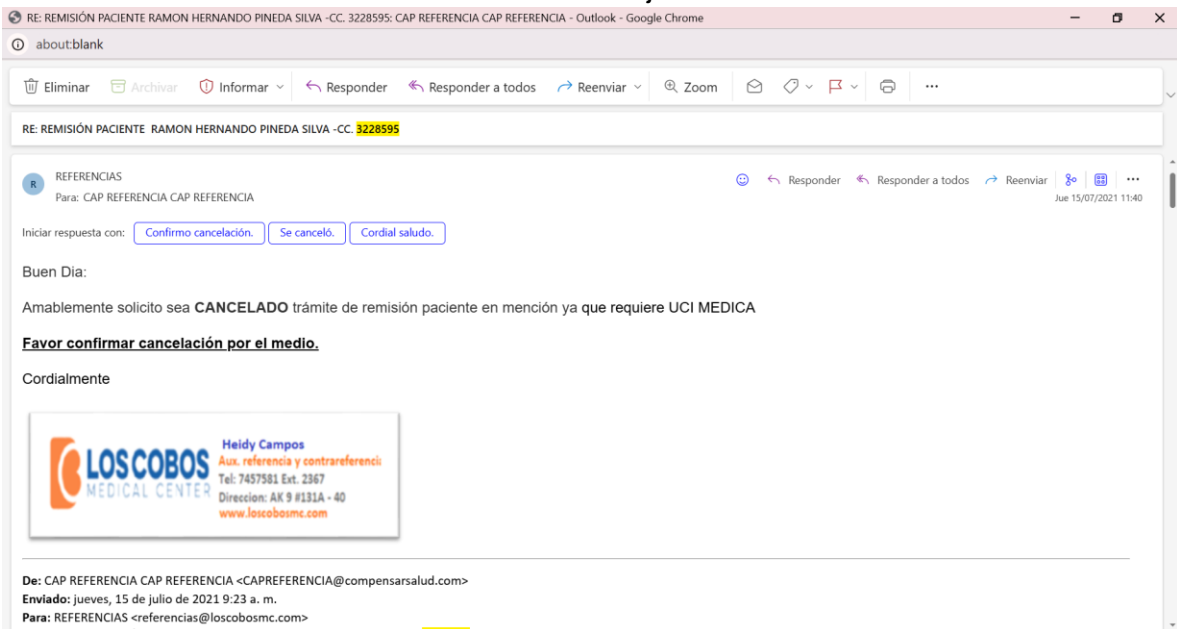 RE: REMISIÓN PACIENTE RAMON HERNANDO PINEDA SILVA -CC. 3228595: CAP REFERENCIA CAP REFERENCIA - Outlook - Google Chrome
about:blank
Eliminar Archivar Informar Responder Responder a todos Reenviar Zoom
RE: REMISIÓN PACIENTE RAMON HERNANDO PINEDA SILVA -CC. 3228595
R REFERENCIAS Responder Responder a todos Reenviar
Para: CAP REFERENCIA CAP REFERENCIA Jue 15/07/2021 11:40
Iniciar respuesta con: Confirmo cancelación. Se canceló. Cordial saludo.
Buen Dia:
Amablemente solicito sea CANCELADO trámite de remisión paciente en mención ya que requiere UCI MEDICA
Favor confirmar cancelación por el medio.
Cordialmente
LOS COBOS
MEDICAL CENTER
Heidy Campos
Aux. referencia y contrareferencia
Tel: 7457581 Ext. 2367
Direccion: AK 9 #131A - 40
www.loscobosmc.com
De: CAP REFERENCIA CAP REFERENCIA <CAPREFERENCIA@compensarsalud.com>
Enviado: jueves, 15 de julio de 2021 9:23 a. m.
Para: REFERENCIAS <referencias@loscobosmc.com>